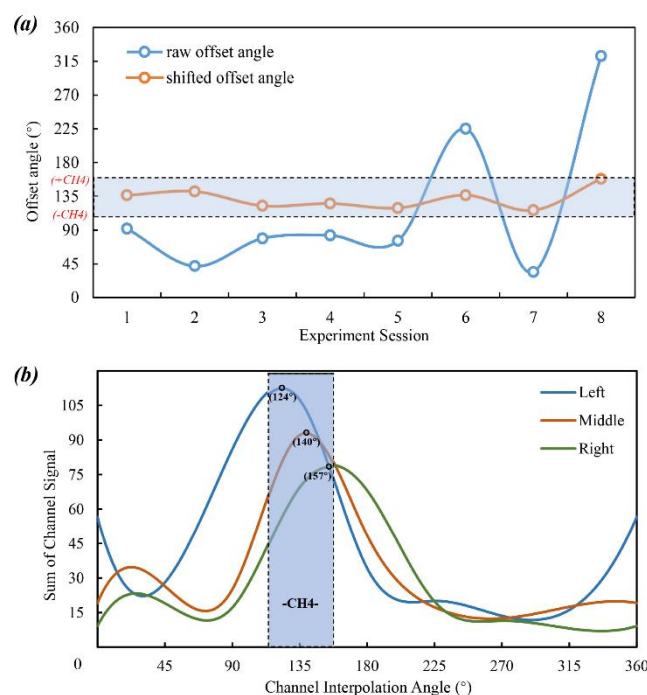 (a)
360
315
270
225
180
135
90
45
0
Offset angle (°)
(+CH4)
(-CH4)
raw offset angle
shifted offset angle
1 2 3 4 5 6 7 8
Experiment Session
(b)
105
90
75
60
45
30
15
0
Sum of Channel Signal
Left
Middle
Right
(124°)
(140°)
(157°)
-CH4-
45 90 135 180 225 270 315 360
Channel Interpolation Angle (°)